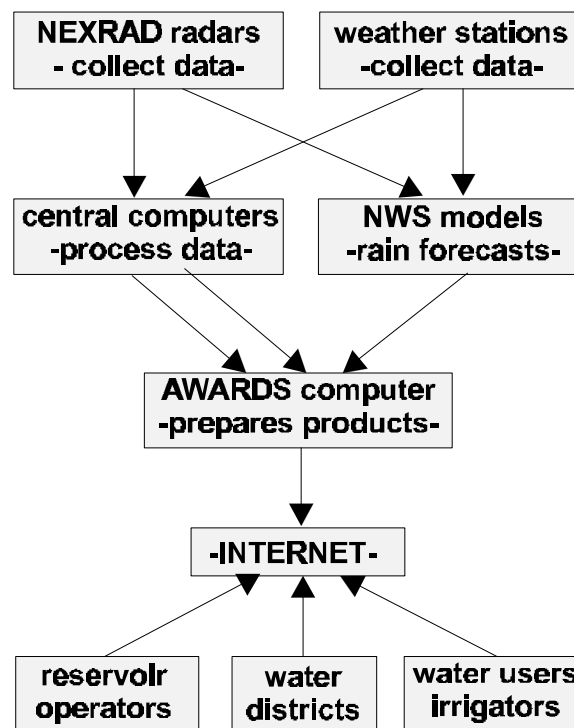 NEXRAD radars
- collect data-
weather stations
-collect data-
central computers
-process data-
NWS models
-rain forecasts-
AWARDS computer
-prepares products-
-INTERNET-
reservoir
operators
water
districts
water users
irrigators